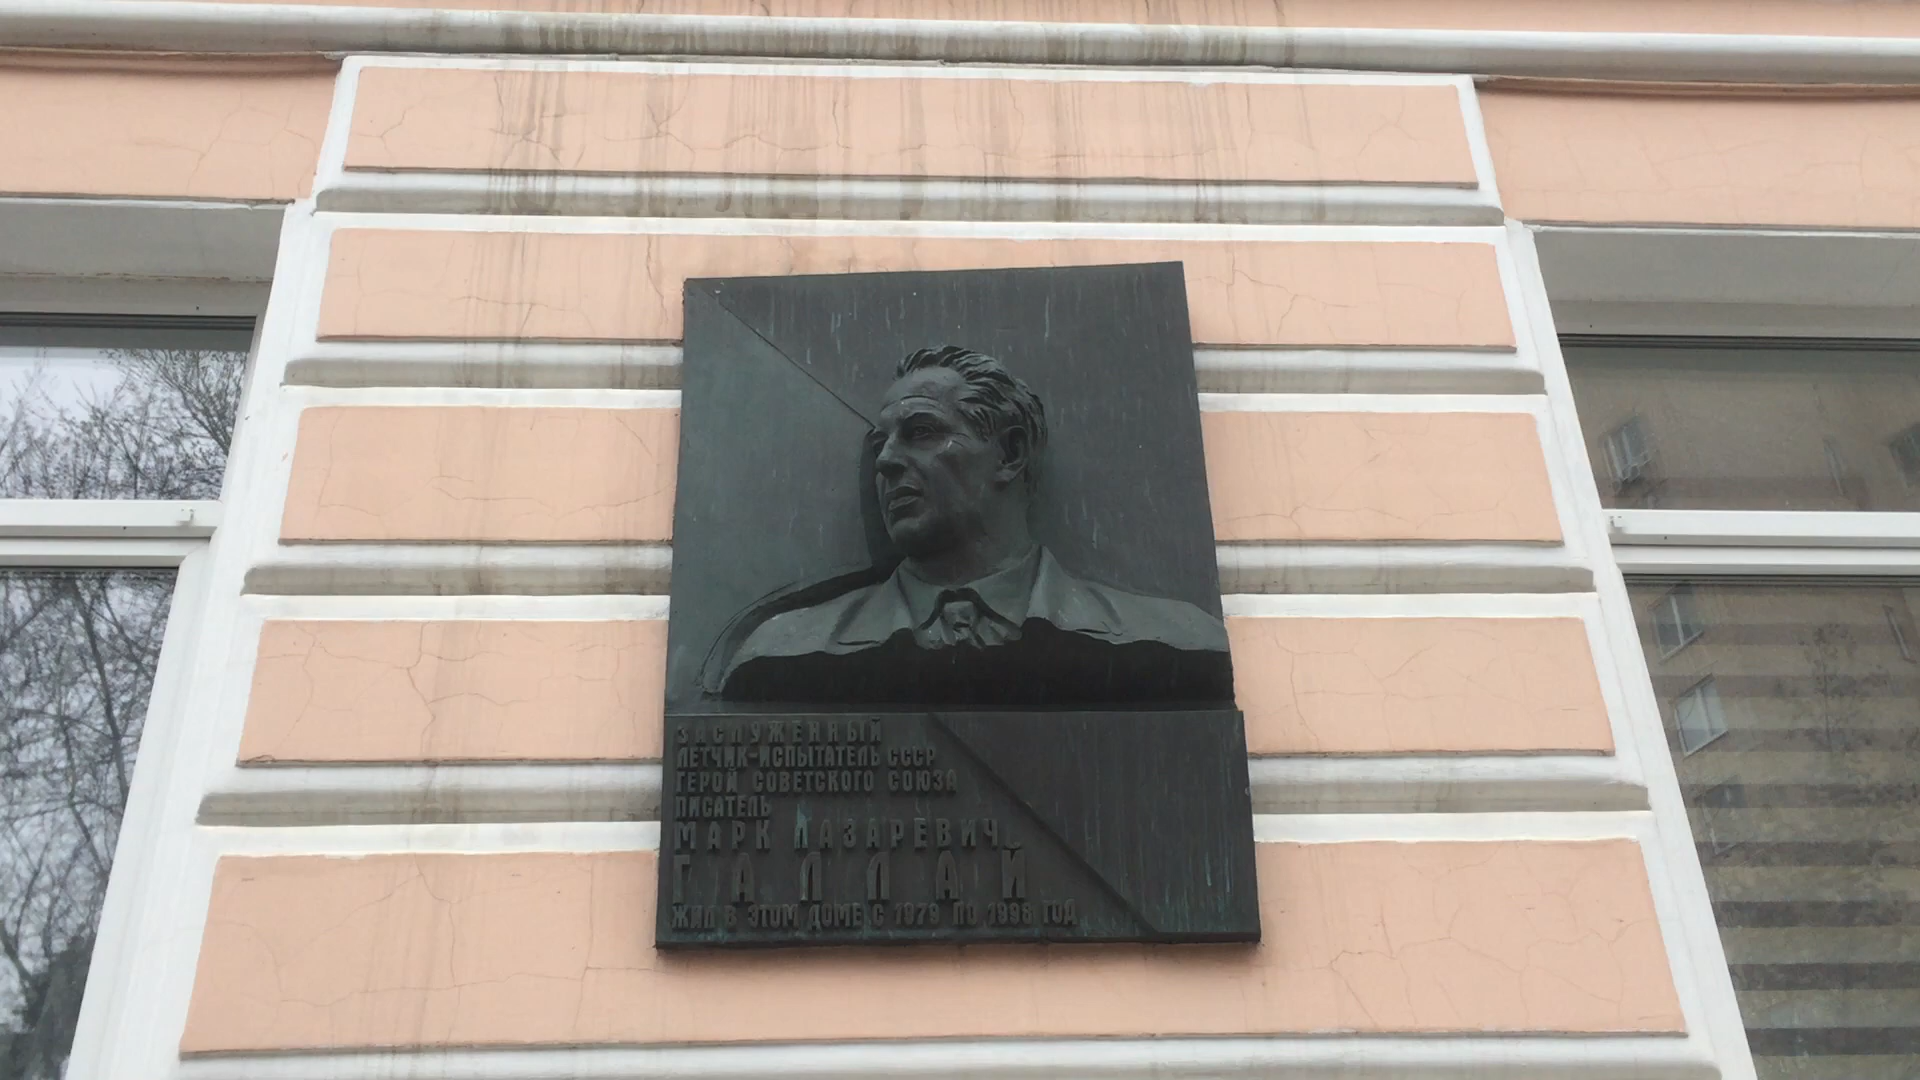 ЗАСЛУЖЕННЫЙ
ЛЕТЧИК-ИСПЫТАТЕЛЬ СССР
ГЕРОЙ СОВЕТСКОГО СОЮЗА
ПИСАТЕЛЬ
МАРК ЛАЗАРЕВИЧ
ГАЛЛАЙ
ЖИЛ В ЭТОМ ДОМЕ С 1979 ПО 1998 ГОД